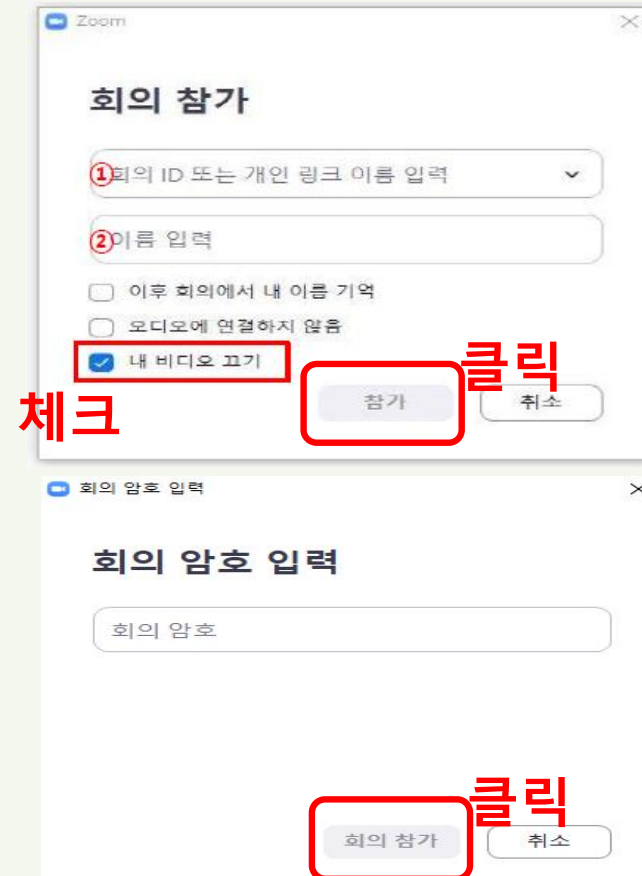 Zoom
회의 참가
①회의 ID 또는 개인 링크 이름 입력
②이름 입력
이후 회의에서 내 이름 기억
오디오에 연결하지 않음
내 비디오 끄기
클릭
체크
참가
취소
회의 암호 입력
회의 암호 입력
회의 암호
클릭
회의 참가
취소